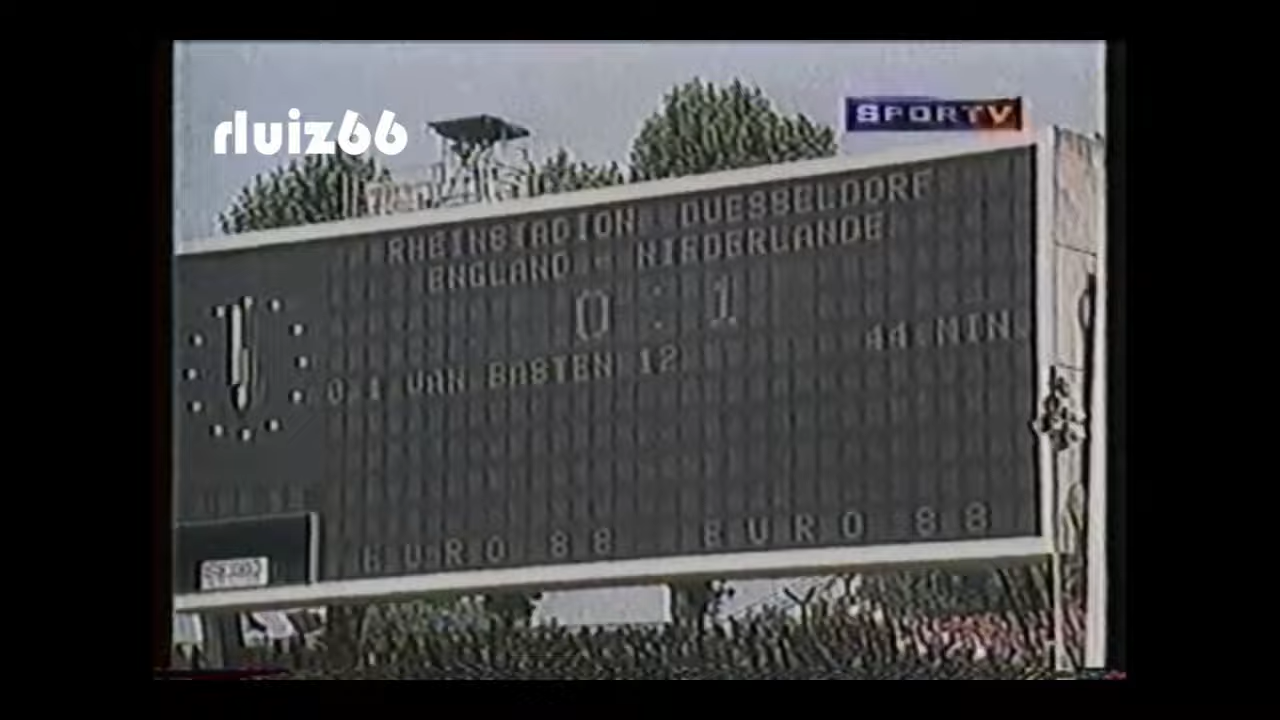 rluiz66
SPORTV
RHEINSTADION DUESSELDORF
ENGLAND - NIEDERLANDE
0 : 1
44.MIN.
0:1 VAN BASTEN 12
EURO 88 EURO 88
SEIKO